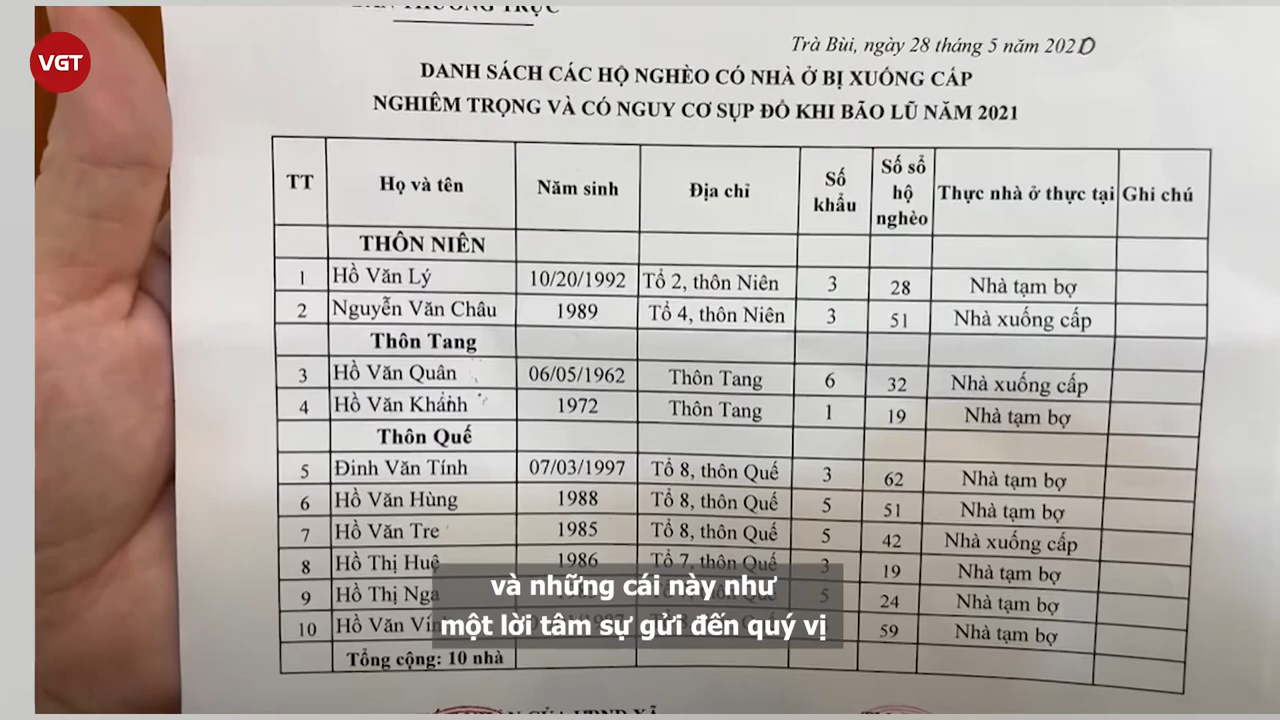 VGT
BAN THƯỜNG TRỰC
Trà Bùi, ngày 28 tháng 5 năm 2021
DANH SÁCH CÁC HỘ NGHÈO CÓ NHÀ Ở BỊ XUỐNG CẤP
NGHIÊM TRỌNG VÀ CÓ NGUY CƠ SỤP ĐỔ KHI BÃO LŨ NĂM 2021
TT Họ và tên Năm sinh Địa chỉ Số khẩu Số sổ hộ nghèo Thực nhà ở thực tại Ghi chú
THÔN NIÊN
1 Hồ Văn Lý 10/20/1992 Tổ 2, thôn Niên 3 28 Nhà tạm bợ
2 Nguyễn Văn Châu 1989 Tổ 4, thôn Niên 3 51 Nhà xuống cấp
Thôn Tang
3 Hồ Văn Quân 06/05/1962 Thôn Tang 6 32 Nhà xuống cấp
4 Hồ Văn Khánh 1972 Thôn Tang 1 19 Nhà tạm bợ
Thôn Quế
5 Đinh Văn Tính 07/03/1997 Tổ 8, thôn Quế 3 62 Nhà tạm bợ
6 Hồ Văn Hùng 1988 Tổ 8, thôn Quế 5 51 Nhà tạm bợ
7 Hồ Văn Tre 1985 Tổ 8, thôn Quế 5 42 Nhà xuống cấp
8 Hồ Thị Huệ 1986 Tổ 7, thôn Quế 3 19 Nhà tạm bợ
9 Hồ Thị Nga 5 24 Nhà tạm bợ
10 Hồ Văn 59 Nhà tạm bợ
Tổng cộng: 10 nhà
và những cái này như
một lời tâm sự gửi đến quý vị
CỦA UBND XÃ